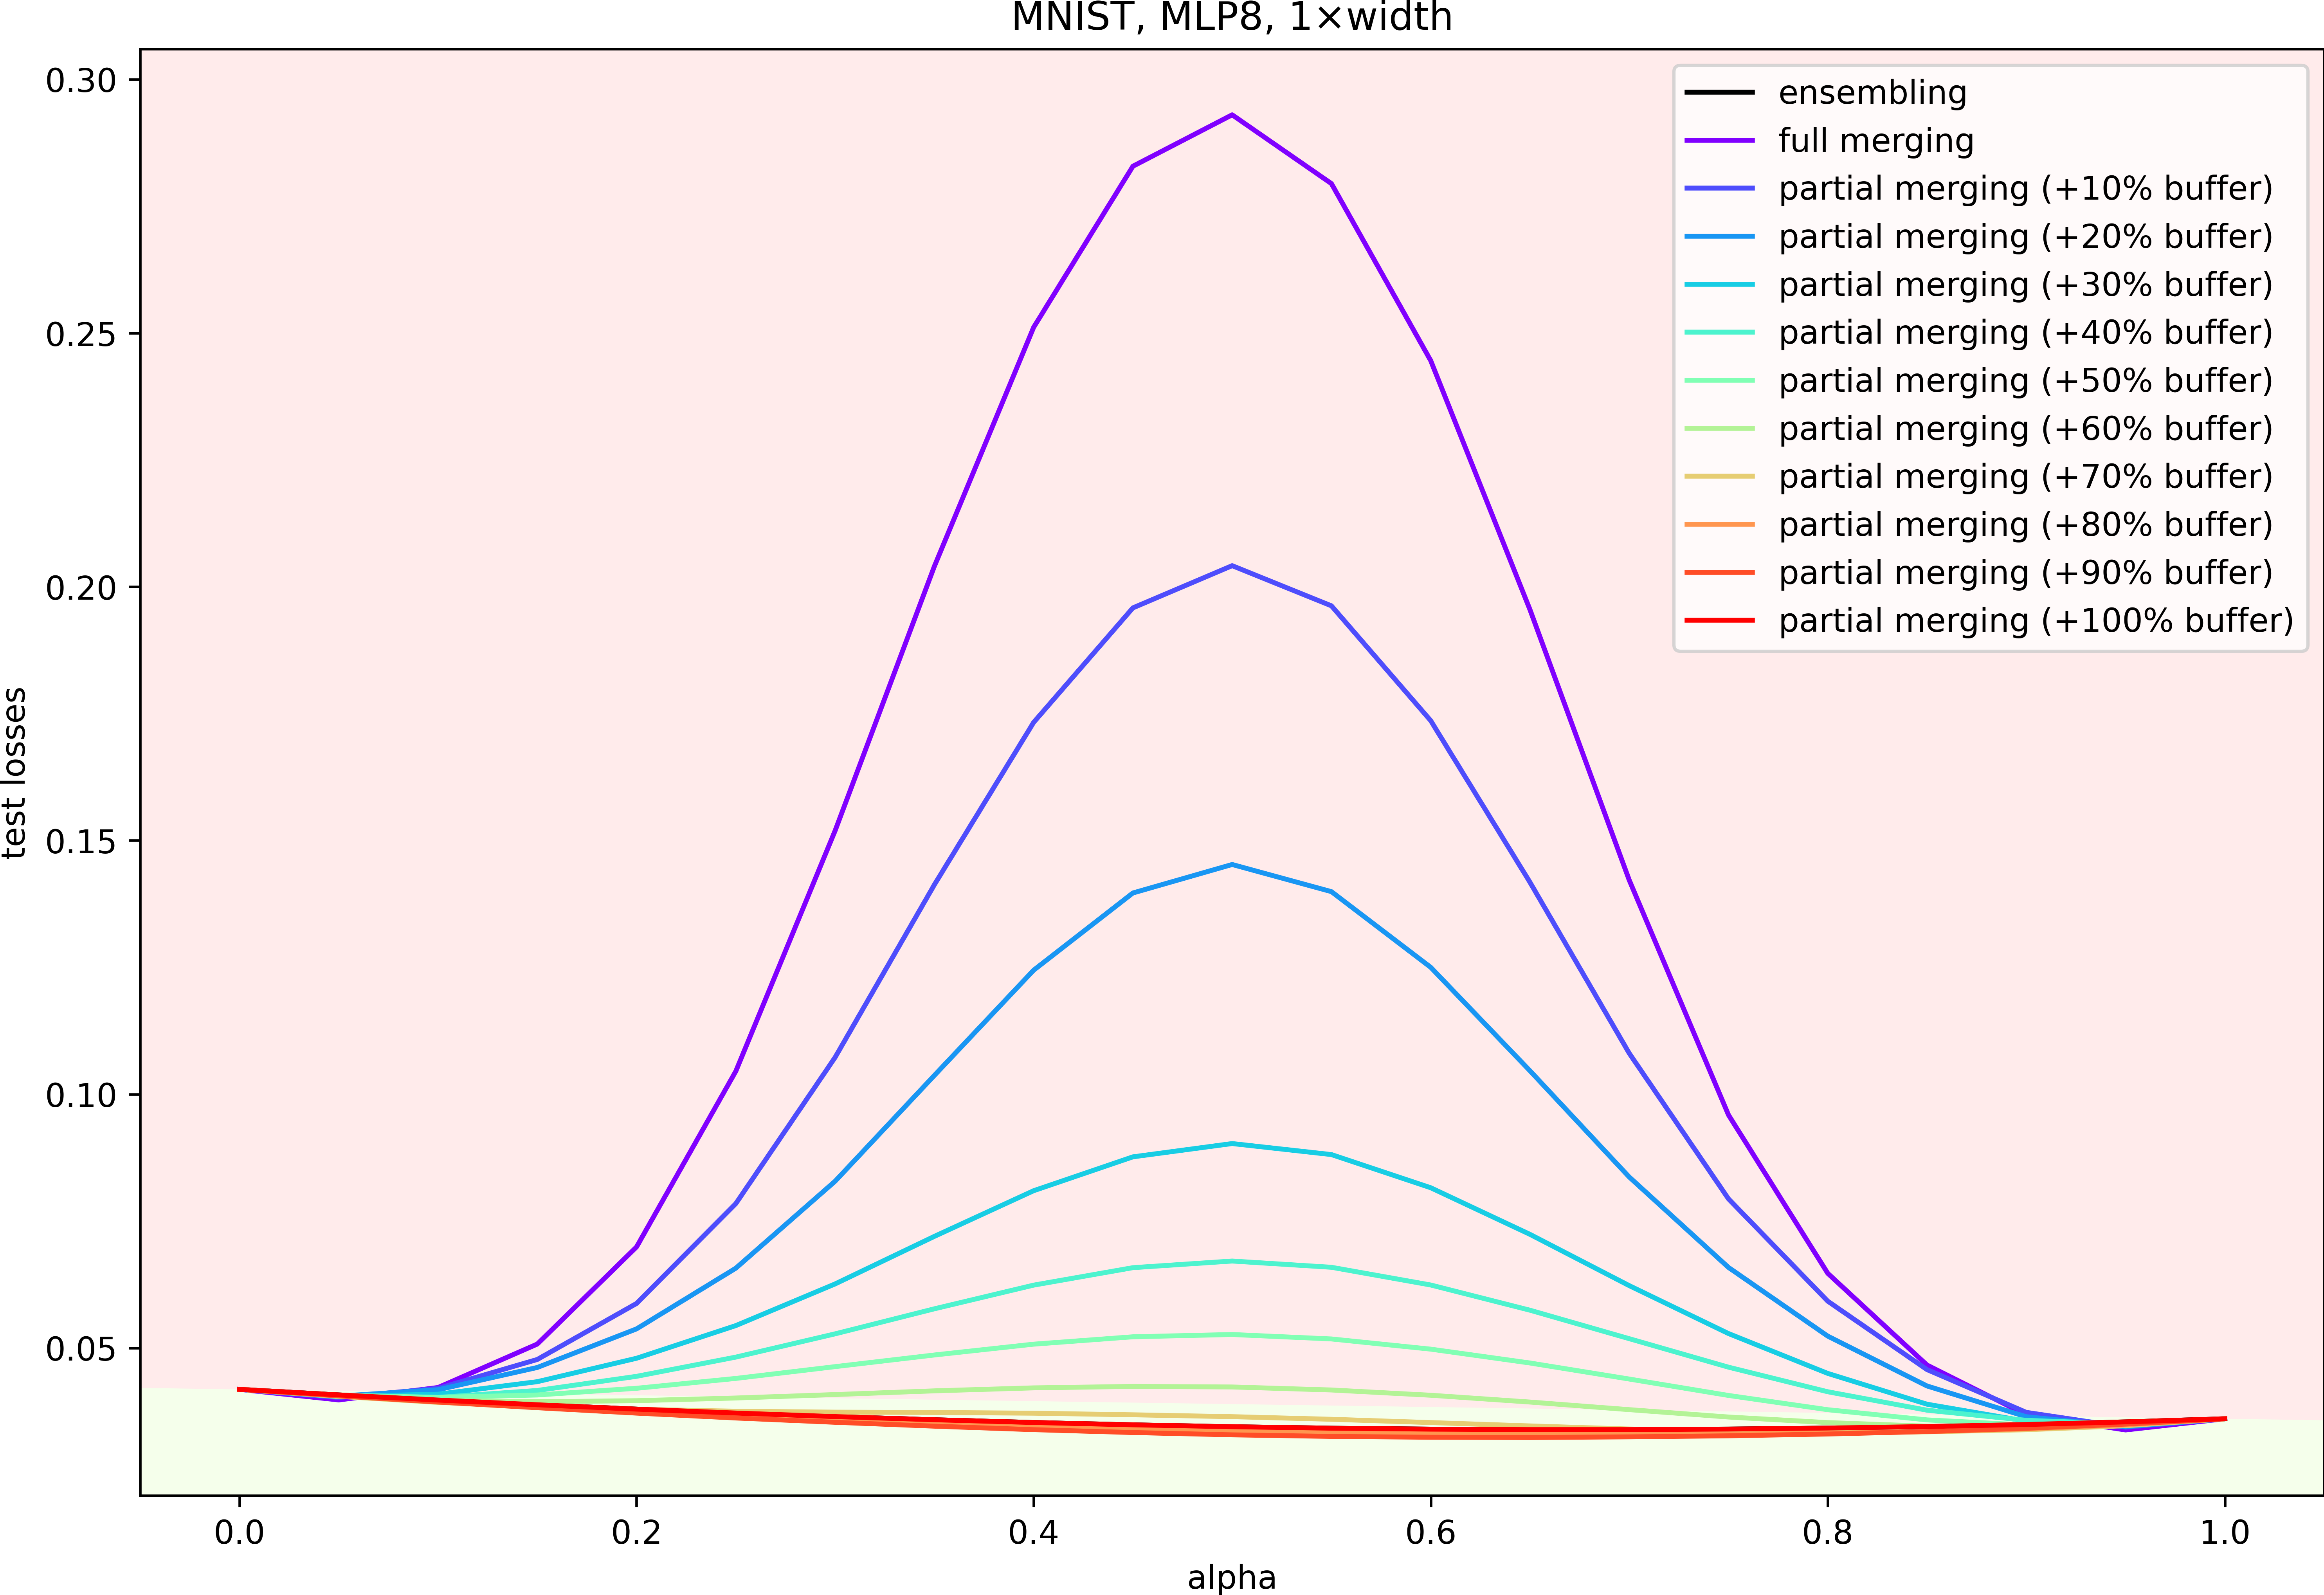 MNIST, MLP8, 1×width
0.30
0.25
0.20
0.15
0.10
0.05
test losses
ensembling
full merging
partial merging (+10% buffer)
partial merging (+20% buffer)
partial merging (+30% buffer)
partial merging (+40% buffer)
partial merging (+50% buffer)
partial merging (+60% buffer)
partial merging (+70% buffer)
partial merging (+80% buffer)
partial merging (+90% buffer)
partial merging (+100% buffer)
0.0 0.2 0.4 0.6 0.8 1.0
alpha